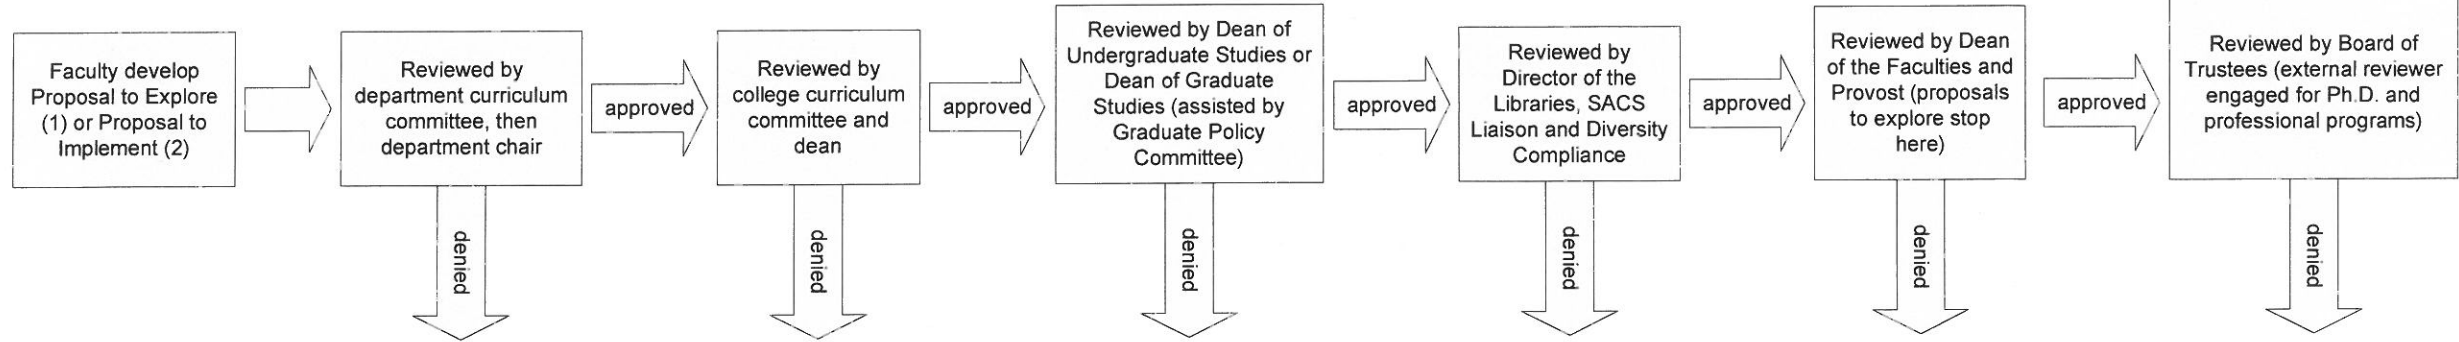 Faculty develop
Proposal to Explore
(1) or Proposal to
Implement (2)
Reviewed by
department curriculum
committee, then
department chair
approved
Reviewed by
college curriculum
committee and
dean
approved
Reviewed by Dean of
Undergraduate Studies or
Dean of Graduate
Studies (assisted by
Graduate Policy
Committee)
approved
Reviewed by
Director of the
Libraries, SACS
Liaison and Diversity
Compliance
approved
Reviewed by Dean
of the Faculties and
Provost (proposals
to explore stop
here)
approved
Reviewed by Board of
Trustees (external reviewer
engaged for Ph.D. and
professional programs)
denied
denied
denied
denied
denied
denied